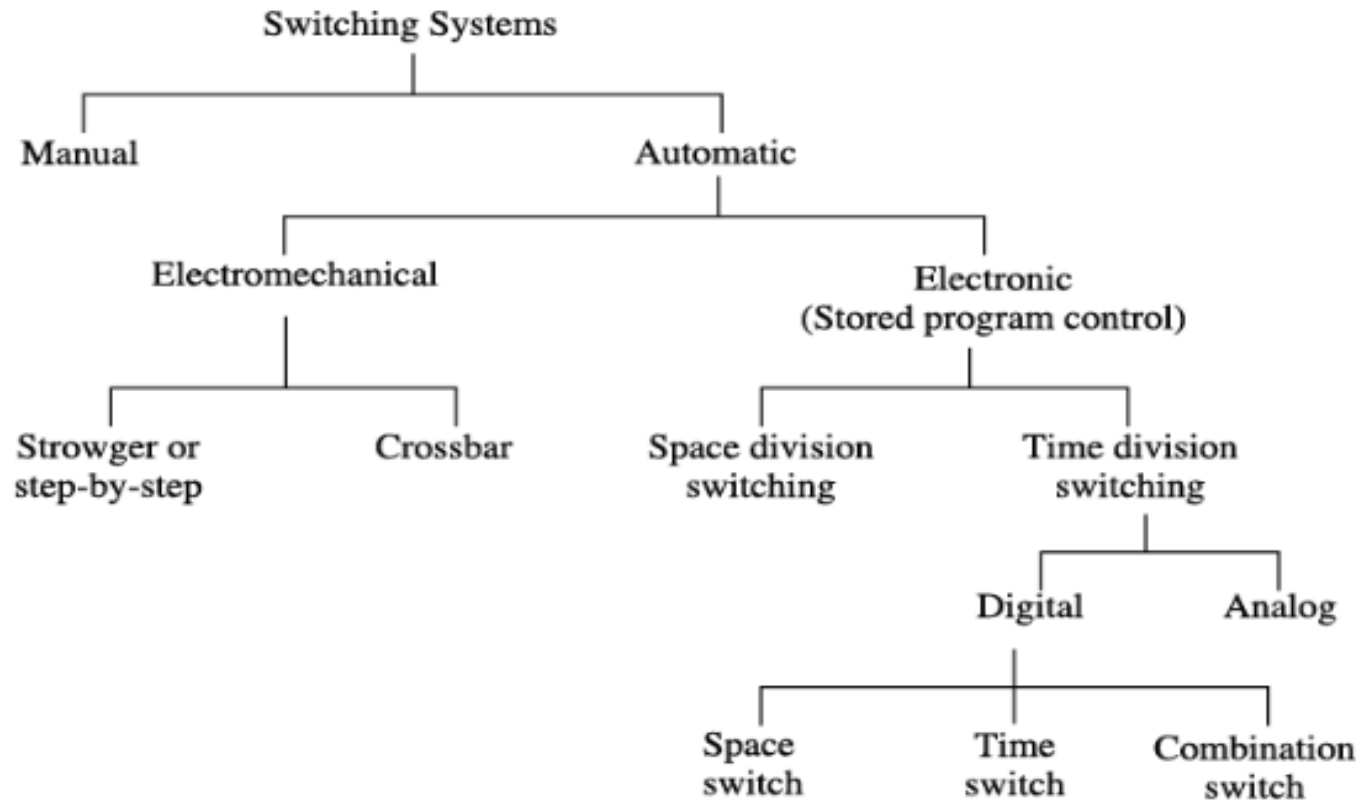 Switching Systems
Manual
Automatic
Electromechanical
Electronic
(Stored program control)
Strowger or
step-by-step
Crossbar
Space division
switching
Time division
switching
Digital
Analog
Space
switch
Time
switch
Combination
switch